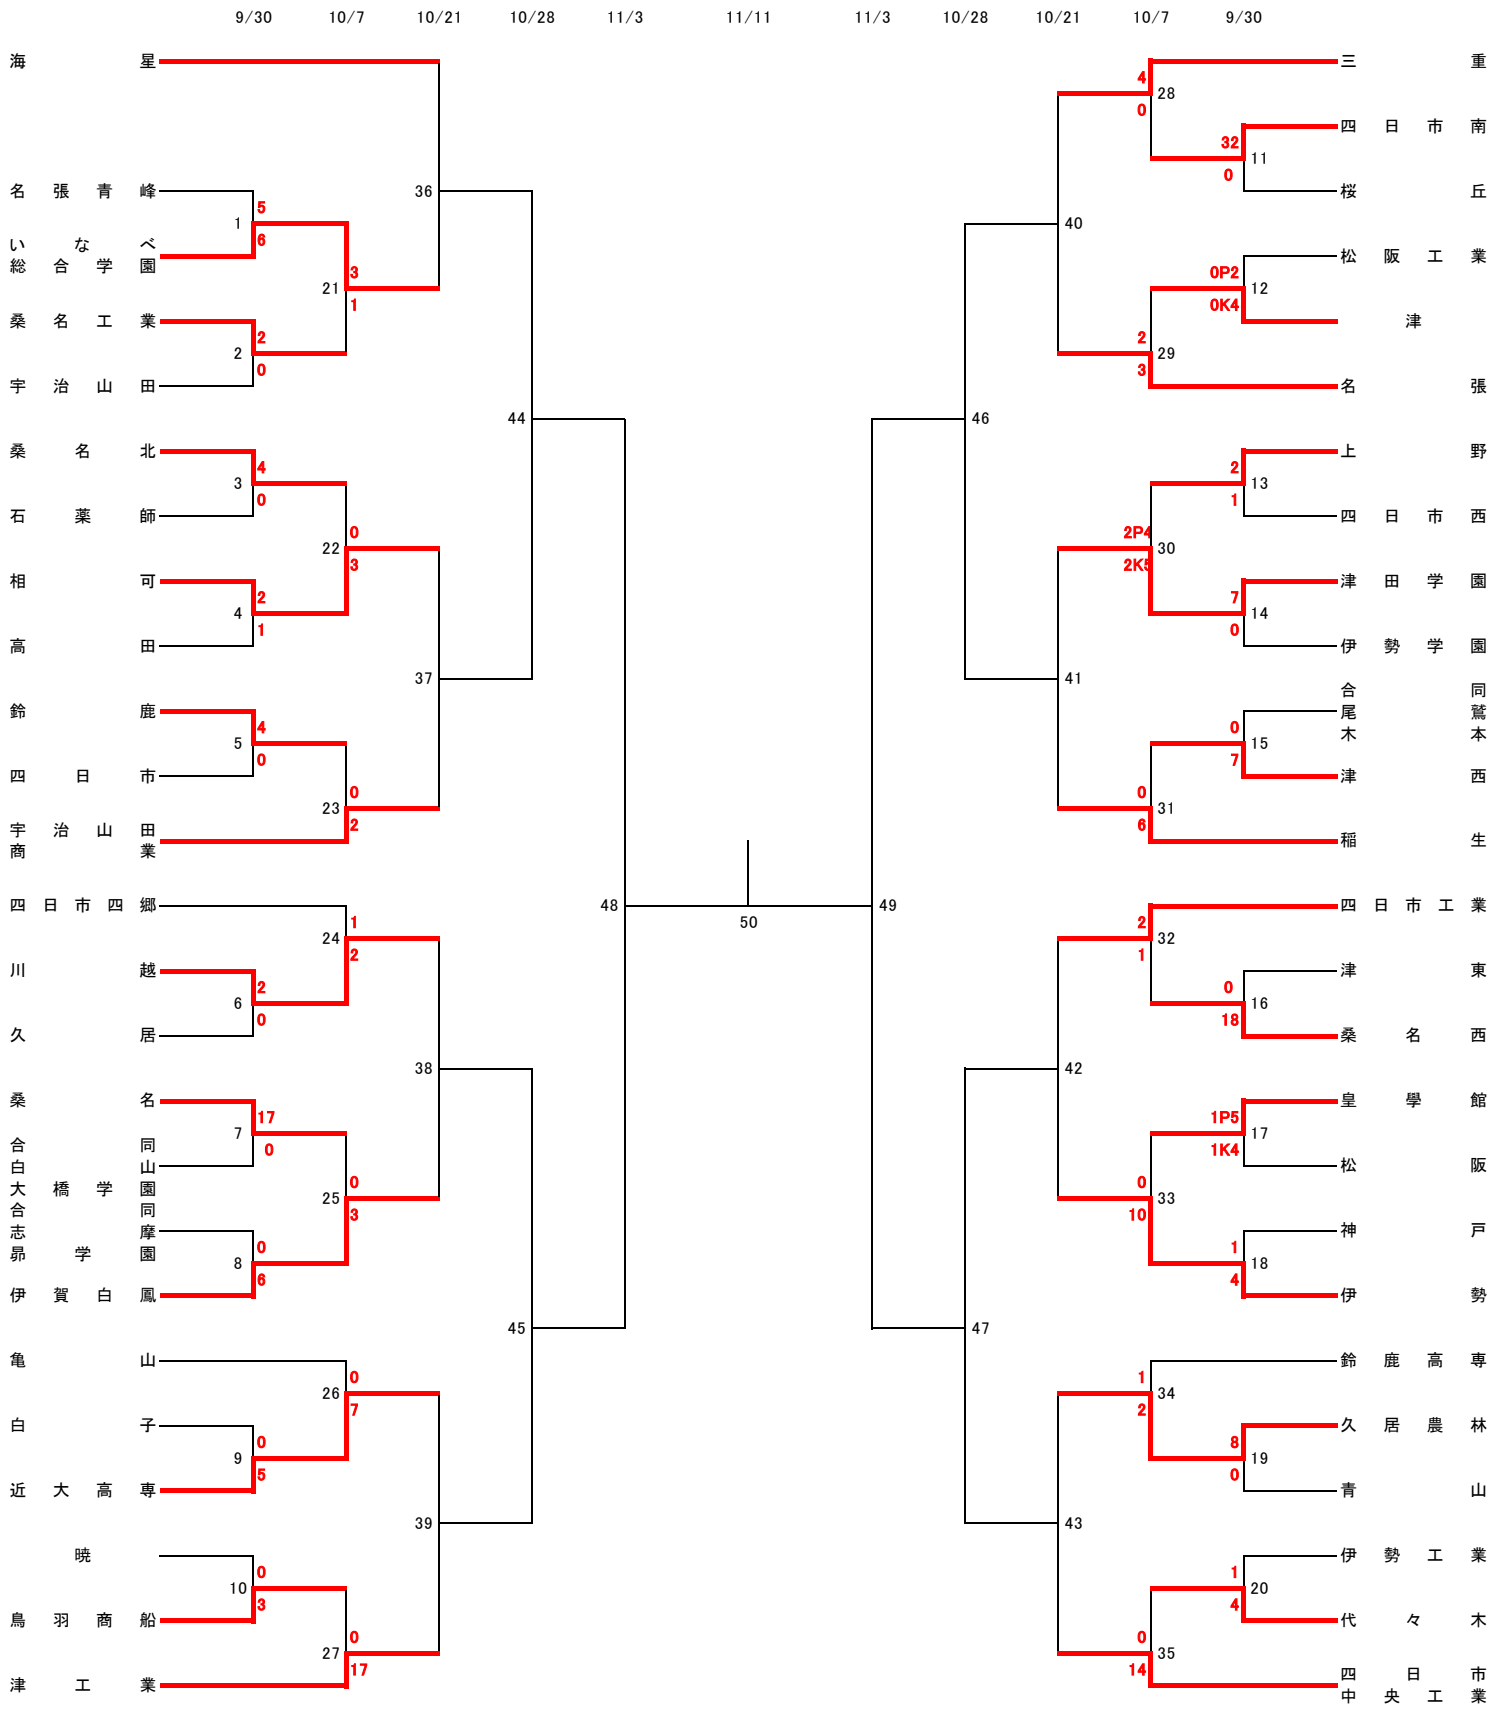 9/30 10/7 10/21 10/28 11/3 11/11 11/3 10/28 10/21 10/7 9/30
海星
名張青峰
5
1
6
いなべ
総合学園
3
21
1
桑名工業
2
2
0
宇治山田
36
桑名北
4
3
0
石薬師
0
22
3
相可
2
4
1
高田
37
鈴鹿
4
5
0
四日市
0
23
2
宇治山田
商業
44
四日市四郷
1
24
2
川越
2
6
0
久居
38
桑名
17
7
0
合同
白山
大橋学園
0
25
3
合同
志摩
昴学園
0
8
6
伊賀白鳳
45
亀山
0
26
7
白子
0
9
5
近大高専
39
暁
0
10
3
鳥羽商船
0
27
17
津工業
48
50
49
三重
4
28
0
四日市南
32
11
0
桜丘
40
松阪工業
0P2
12
0K4
津
2
29
3
名張
46
上野
2
13
1
四日市西
2P4
30
2K5
津田学園
7
14
0
伊勢学園
41
合同
尾鷲
木本
0
15
7
津西
0
31
6
稲生
四日市工業
2
32
1
津東
0
16
18
桑名西
42
皇學館
1P5
17
1K4
松阪
0
33
10
神戸
1
18
4
伊勢
47
鈴鹿高専
1
34
2
久居農林
8
19
0
青山
43
伊勢工業
1
20
4
代々木
0
35
14
四日市
中央工業